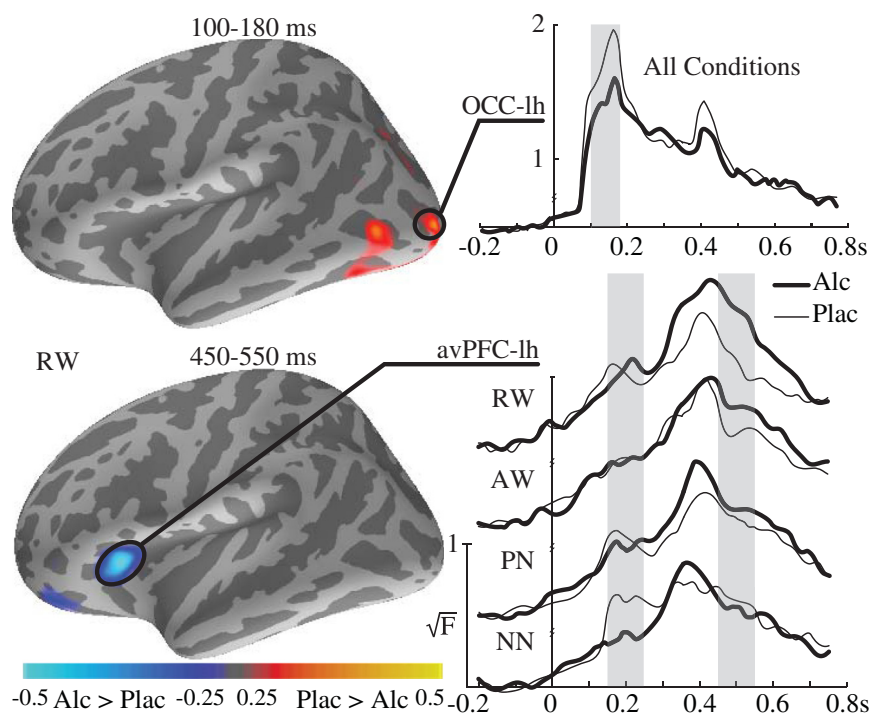 100-180 ms
OCC-lh
2
1
All Conditions
-0.2 0 0.2 0.4 0.6 0.8s
Alc
Plac
RW
450-550 ms
avPFC-lh
RW
AW
PN
NN
1
√F
-0.2 0 0.2 0.4 0.6 0.8s
-0.5 Alc > Plac -0.25 0.25 Plac > Alc 0.5